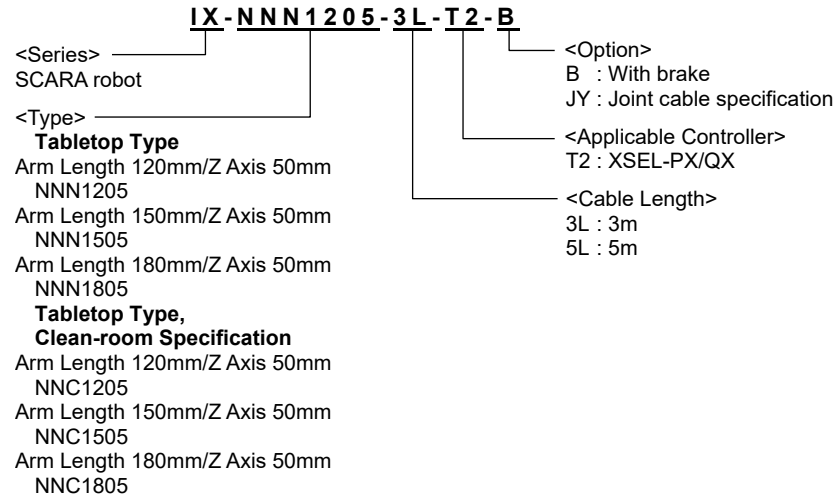 IX-NNN1205-3L-T2-B
<Series>
SCARA robot
<Type>
Tabletop Type
Arm Length 120mm/Z Axis 50mm
NNN1205
Arm Length 150mm/Z Axis 50mm
NNN1505
Arm Length 180mm/Z Axis 50mm
NNN1805
Tabletop Type,
Clean-room Specification
Arm Length 120mm/Z Axis 50mm
NNC1205
Arm Length 150mm/Z Axis 50mm
NNC1505
Arm Length 180mm/Z Axis 50mm
NNC1805
<Option>
B : With brake
JY : Joint cable specification
<Applicable Controller>
T2 : XSEL-PX/QX
<Cable Length>
3L : 3m
5L : 5m